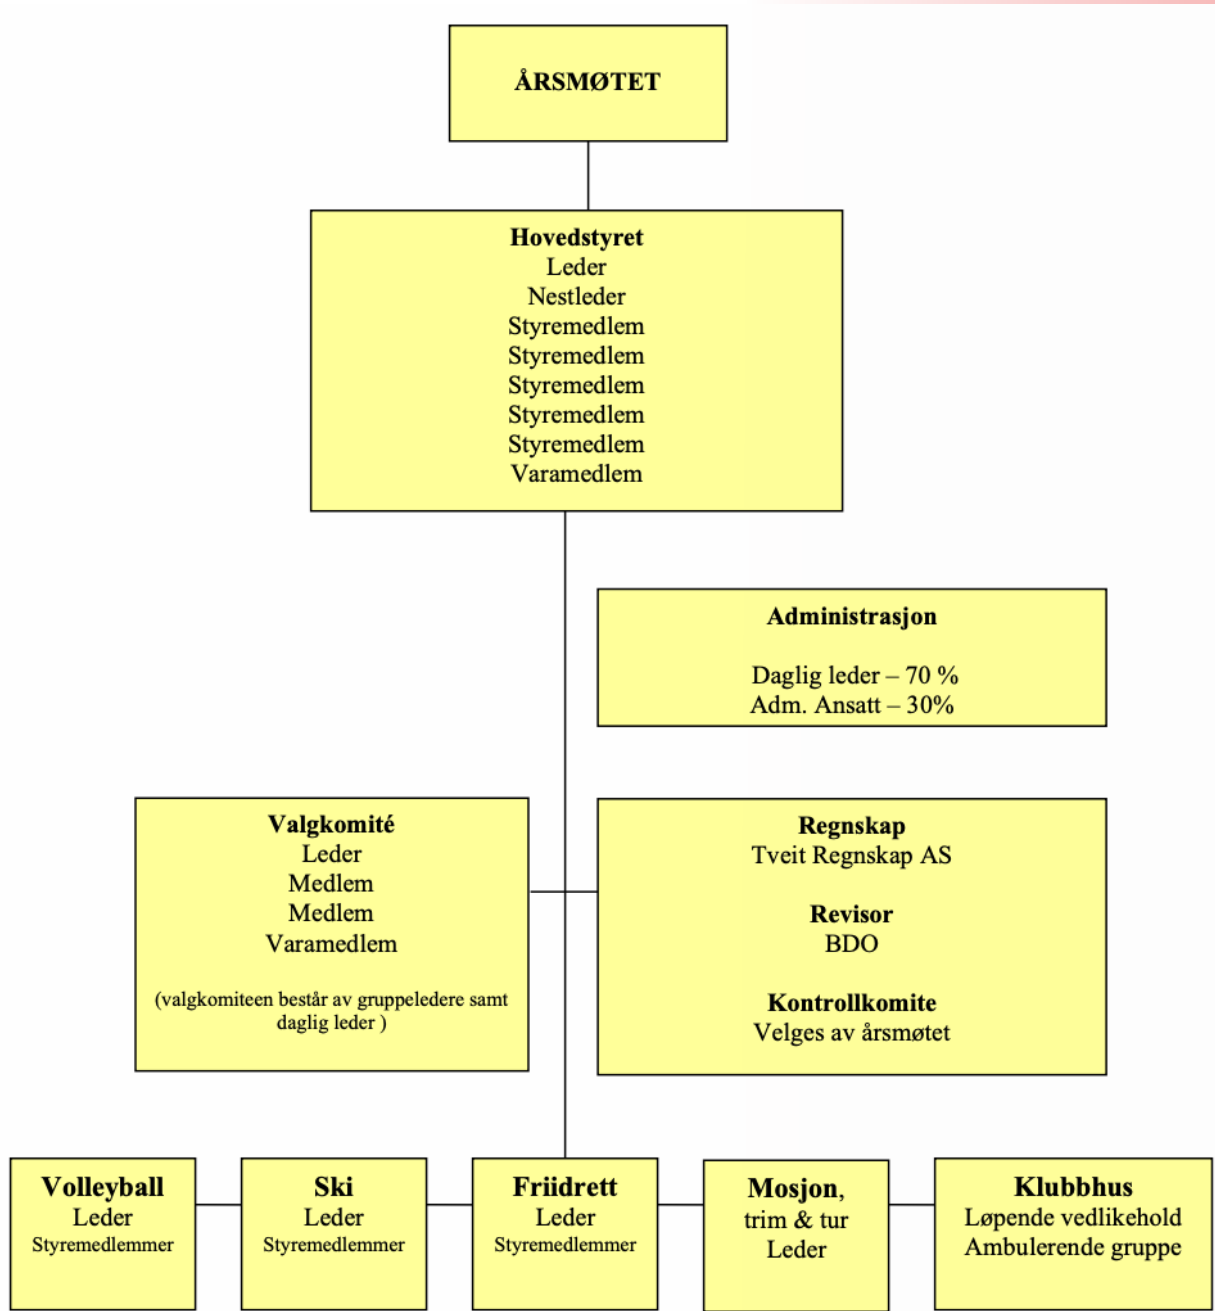 ÅRSMØTET
Hovedstyret
Leder
Nestleder
Styremedlem
Styremedlem
Styremedlem
Styremedlem
Styremedlem
Varamedlem
Administrasjon
Daglig leder – 70 %
Adm. Ansatt – 30%
Valgkomité
Leder
Medlem
Medlem
Varamedlem
(valgkomiteen består av gruppeledere samt
daglig leder )
Regnskap
Tveit Regnskap AS
Revisor
BDO
Kontrollkomite
Velges av årsmøtet
Volleyball
Leder
Styremedlemmer
Ski
Leder
Styremedlemmer
Friidrett
Leder
Styremedlemmer
Mosjon,
trim & tur
Leder
Klubbhus
Løpende vedlikehold
Ambulerende gruppe